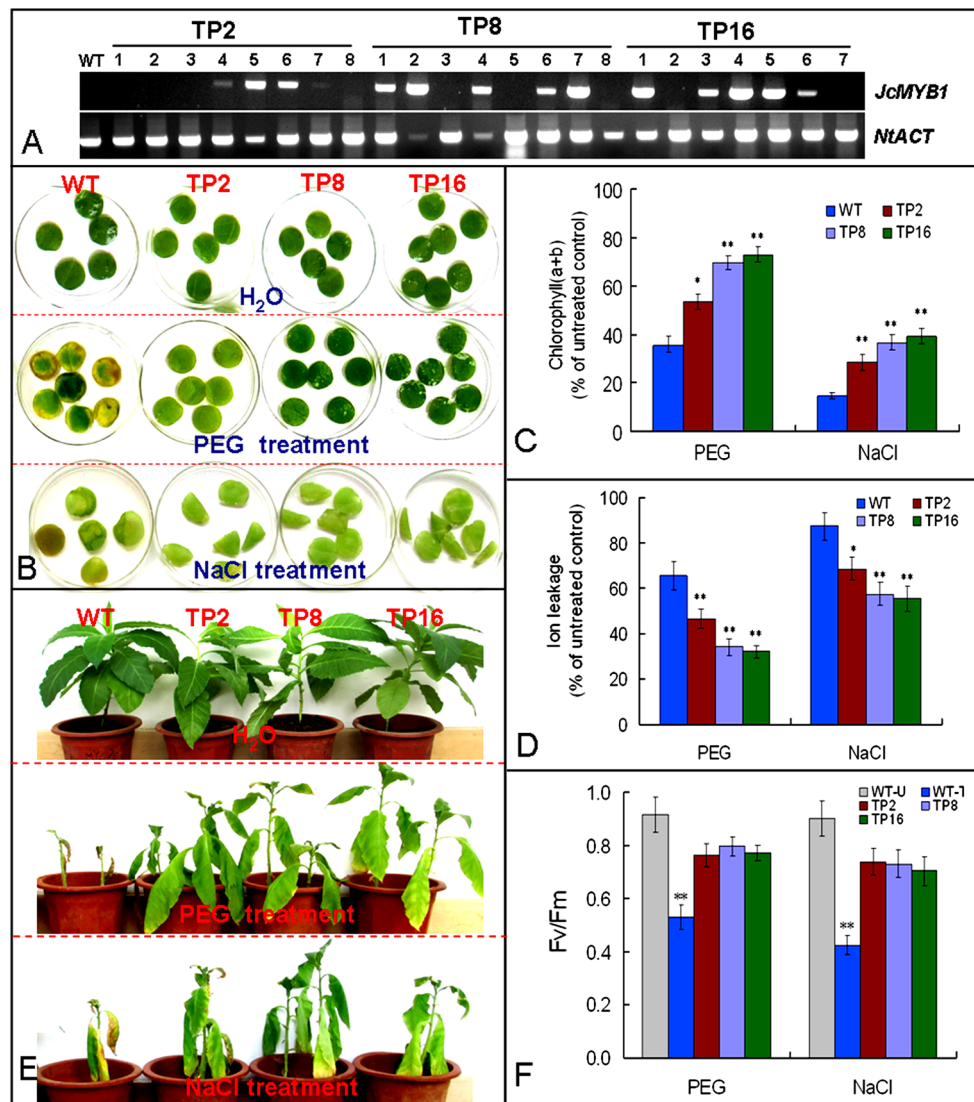 TP2 TP8 TP16
WT 1 2 3 4 5 6 7 8 1 2 3 4 5 6 7 8 1 2 3 4 5 6 7
JcMYB1
NtACT
A
WT TP2 TP8 TP16
H2O
PEG treatment
NaCl treatment
B
100
80
60
40
20
0
Chlorophyll(a+b)
(% of untreated control)
WT TP2
TP8 TP16
* ** **
** ** **
PEG NaCl
C
100
80
60
40
20
0
Ion leakage
(% of untreated control)
WT TP2
TP8 TP16
** ** **
* ** **
PEG NaCl
D
WT TP2 TP8 TP16
H2O
PEG treatment
NaCl treatment
E
1.0
0.8
0.6
0.4
0.2
0.0
Fv/Fm
WT-U WT-T
TP2 TP8
TP16
**
**
PEG NaCl
F